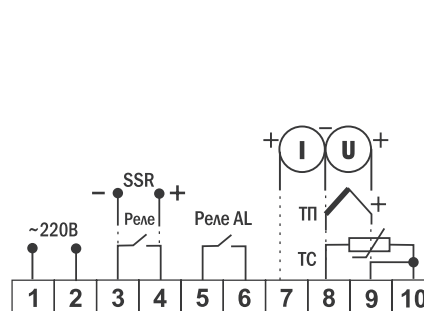 + I − U +
− SSR +
Реле
Реле AL
ТП +
~220В
ТС
1 2 3 4 5 6 7 8 9 10